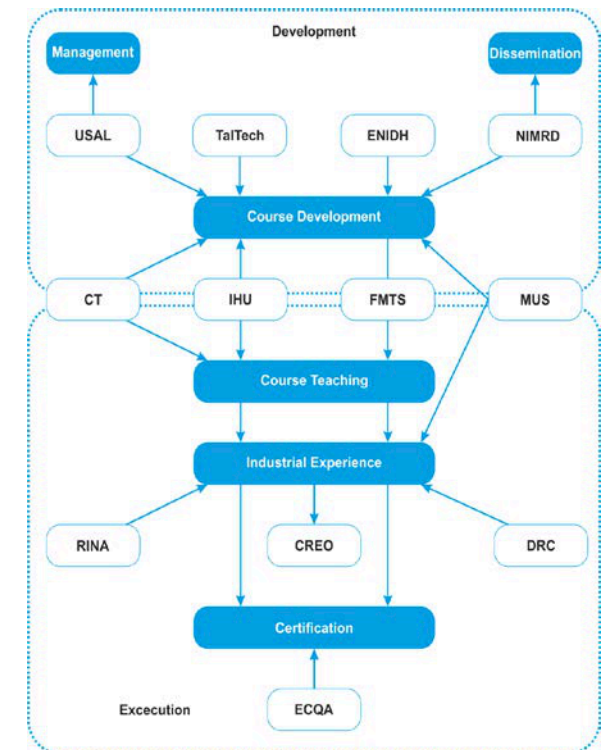 Development
Management
Dissemination
USAL
TalTech
ENIDH
NIMRD
Course Development
CT
IHU
FMTS
MUS
Course Teaching
Industrial Experience
RINA
CREO
DRC
Certification
Excecution
ECQA